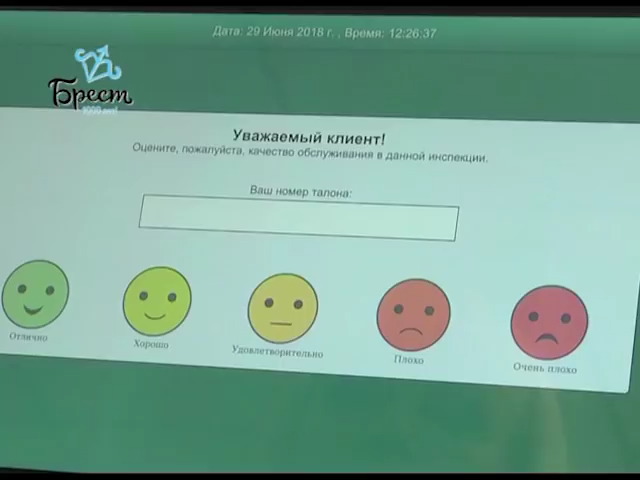 Дата: 29 Июня 2018 г. , Время: 12:26:37
Брест
Уважаемый клиент!
Оцените, пожалуйста, качество обслуживания в данной инспекции.
Ваш номер талона:
Отлично
Хорошо
Удовлетворительно
Плохо
Очень плохо